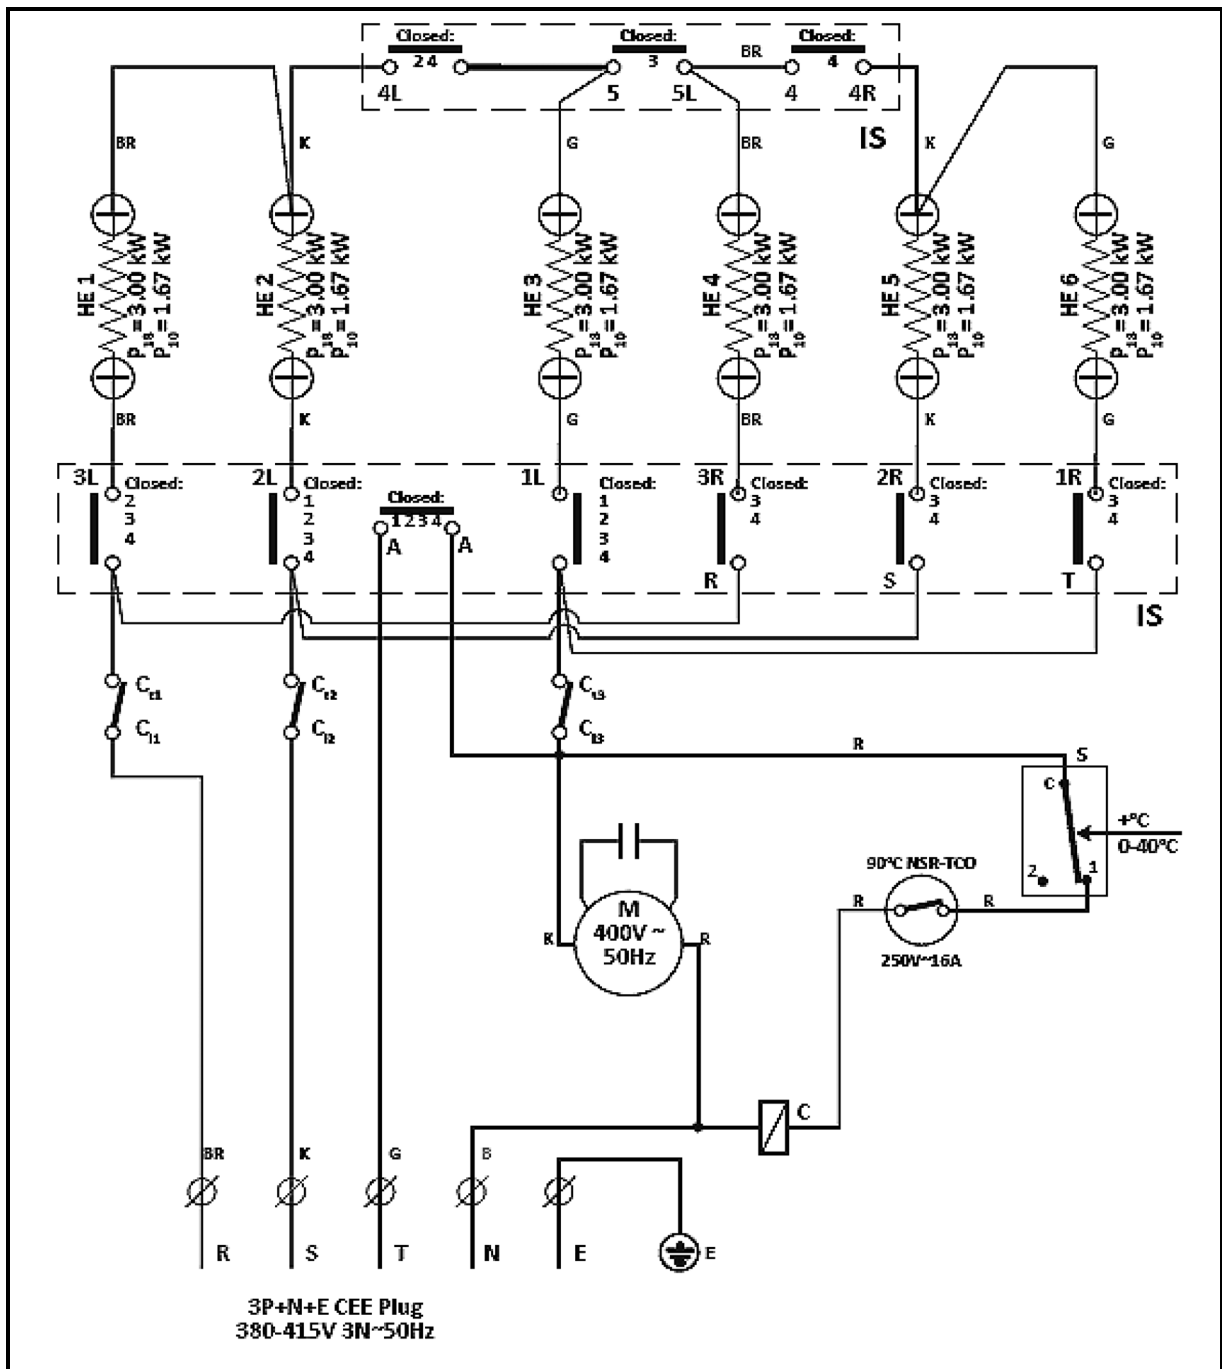 Closed:
2 4
Closed:
3
BR
Closed:
4
4L
5
5L
4
4R
IS
BR
K
G
BR
K
G
HE 1
P18=3.00 kW
P10=1.67 kW
HE 2
P18=3.00 kW
P10=1.67 kW
HE 3
P18=3.00 kW
P10=1.67 kW
HE 4
P18=3.00 kW
P10=1.67 kW
HE 5
P18=3.00 kW
P10=1.67 kW
HE 6
P18=3.00 kW
P10=1.67 kW
BR
K
G
BR
K
G
3L
Closed:
2
3
4
2L
Closed:
1
2
3
4
Closed:
1 2 3 4
A
A
1L
Closed:
1
2
3
4
3R
Closed:
3
4
R
2R
Closed:
3
4
S
1R
Closed:
3
4
T
IS
Ct1
Cl1
Ct2
Cl2
Ct3
Cl3
R
S
C
2
1
+°C
0-40°C
90°C NSR-TCO
R
R
250V~16A
M
400V ~
50Hz
K
R
C
BR
K
G
B
R
S
T
N
E
E
3P+N+E CEE Plug
380-415V 3N~50Hz